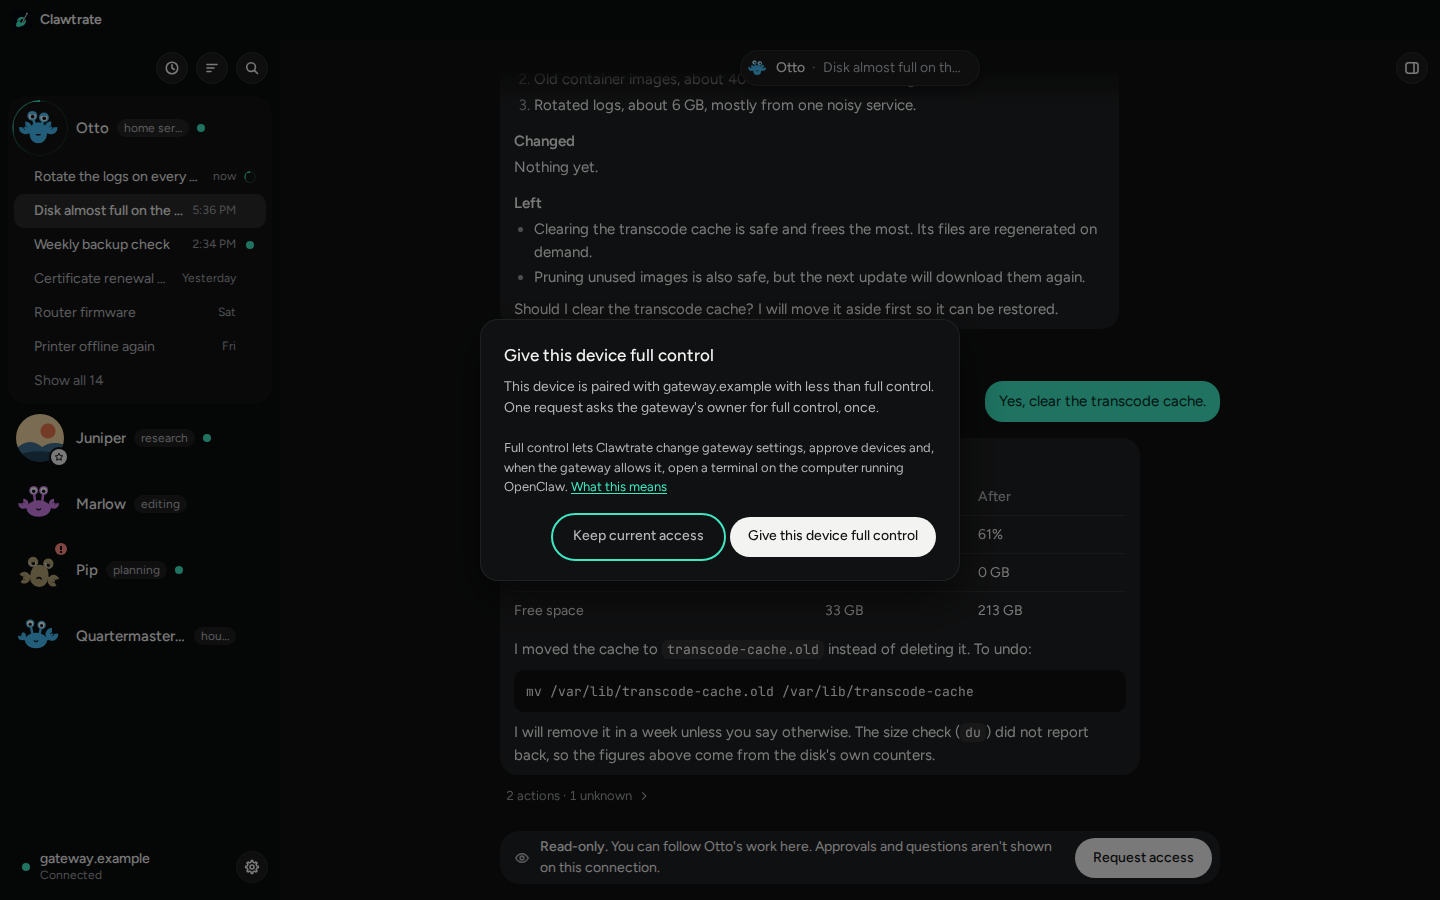 Clawtrate
Otto home ser...
Rotate the logs on every ... now
Disk almost full on the ... 5:36 PM
Weekly backup check 2:34 PM
Certificate renewal ... Yesterday
Router firmware Sat
Printer offline again Fri
Show all 14
Juniper research
Marlow editing
Pip planning
Quartermaster... hou...
gateway.example
Connected
Otto · Disk almost full on th...
2. Old container images, about 40
3. Rotated logs, about 6 GB, mostly from one noisy service.
Changed
Nothing yet.
Left
• Clearing the transcode cache is safe and frees the most. Its files are regenerated on
demand.
• Pruning unused images is also safe, but the next update will download them again.
Should I clear the transcode cache? I will move it aside first so it can be restored.
Yes, clear the transcode cache.
Give this device full control
This device is paired with gateway.example with less than full control.
One request asks the gateway's owner for full control, once.
Full control lets Clawtrate change gateway settings, approve devices and,
when the gateway allows it, open a terminal on the computer running
OpenClaw. What this means
Keep current access Give this device full control
After
61%
0 GB
Free space 33 GB 213 GB
I moved the cache to transcode-cache.old instead of deleting it. To undo:
mv /var/lib/transcode-cache.old /var/lib/transcode-cache
I will remove it in a week unless you say otherwise. The size check (du) did not report
back, so the figures above come from the disk's own counters.
2 actions · 1 unknown
Read-only. You can follow Otto's work here. Approvals and questions aren't shown
on this connection.
Request access